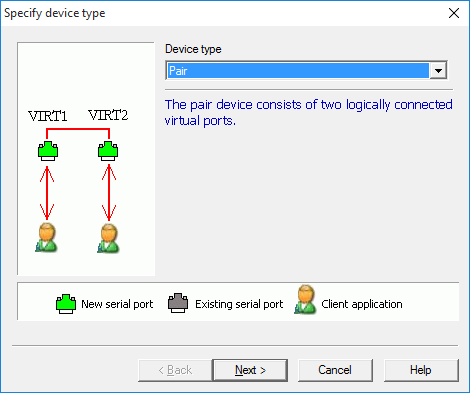 Specify device type
Device type
Pair
The pair device consists of two logically connected
virtual ports.
VIRT1 VIRT2
New serial port Existing serial port Client application
< Back Next > Cancel Help